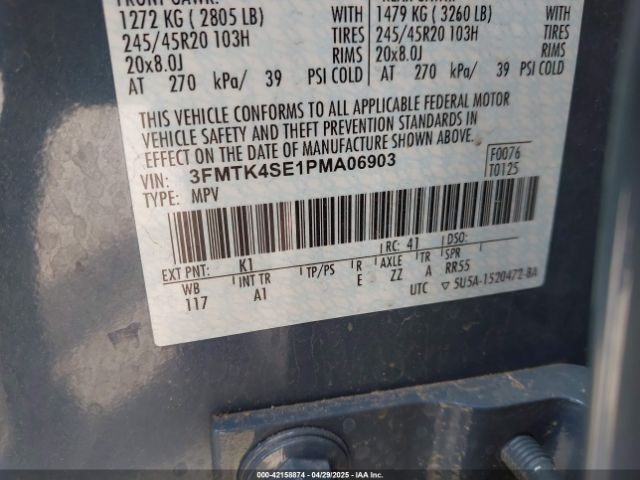 1272 KG ( 2805 LB) WITH
245/45R20 103H TIRES
20x8.0J RIMS
AT 270 kPa/ 39 PSI COLD
1479 KG ( 3260 LB) WITH
245/45R20 103H TIRES
20x8.0J RIMS
AT 270 kPa/ 39 PSI COLD
THIS VEHICLE CONFORMS TO ALL APPLICABLE FEDERAL MOTOR
VEHICLE SAFETY AND THEFT PREVENTION STANDARDS IN
EFFECT ON THE DATE OF MANUFACTURE SHOWN ABOVE.
VIN: 3FMTK4SE1PMA06903
TYPE: MPV
F0076
T0125
EXT PNT: K1 RC: 41 DSO:
WB INT TR TP/PS R AXLE TR SPR
117 A1 E ZZ A RR55
UTC ▽ 5U5A-1520472-BA
000-42158874 | 04/29/2025 - IAA Inc.